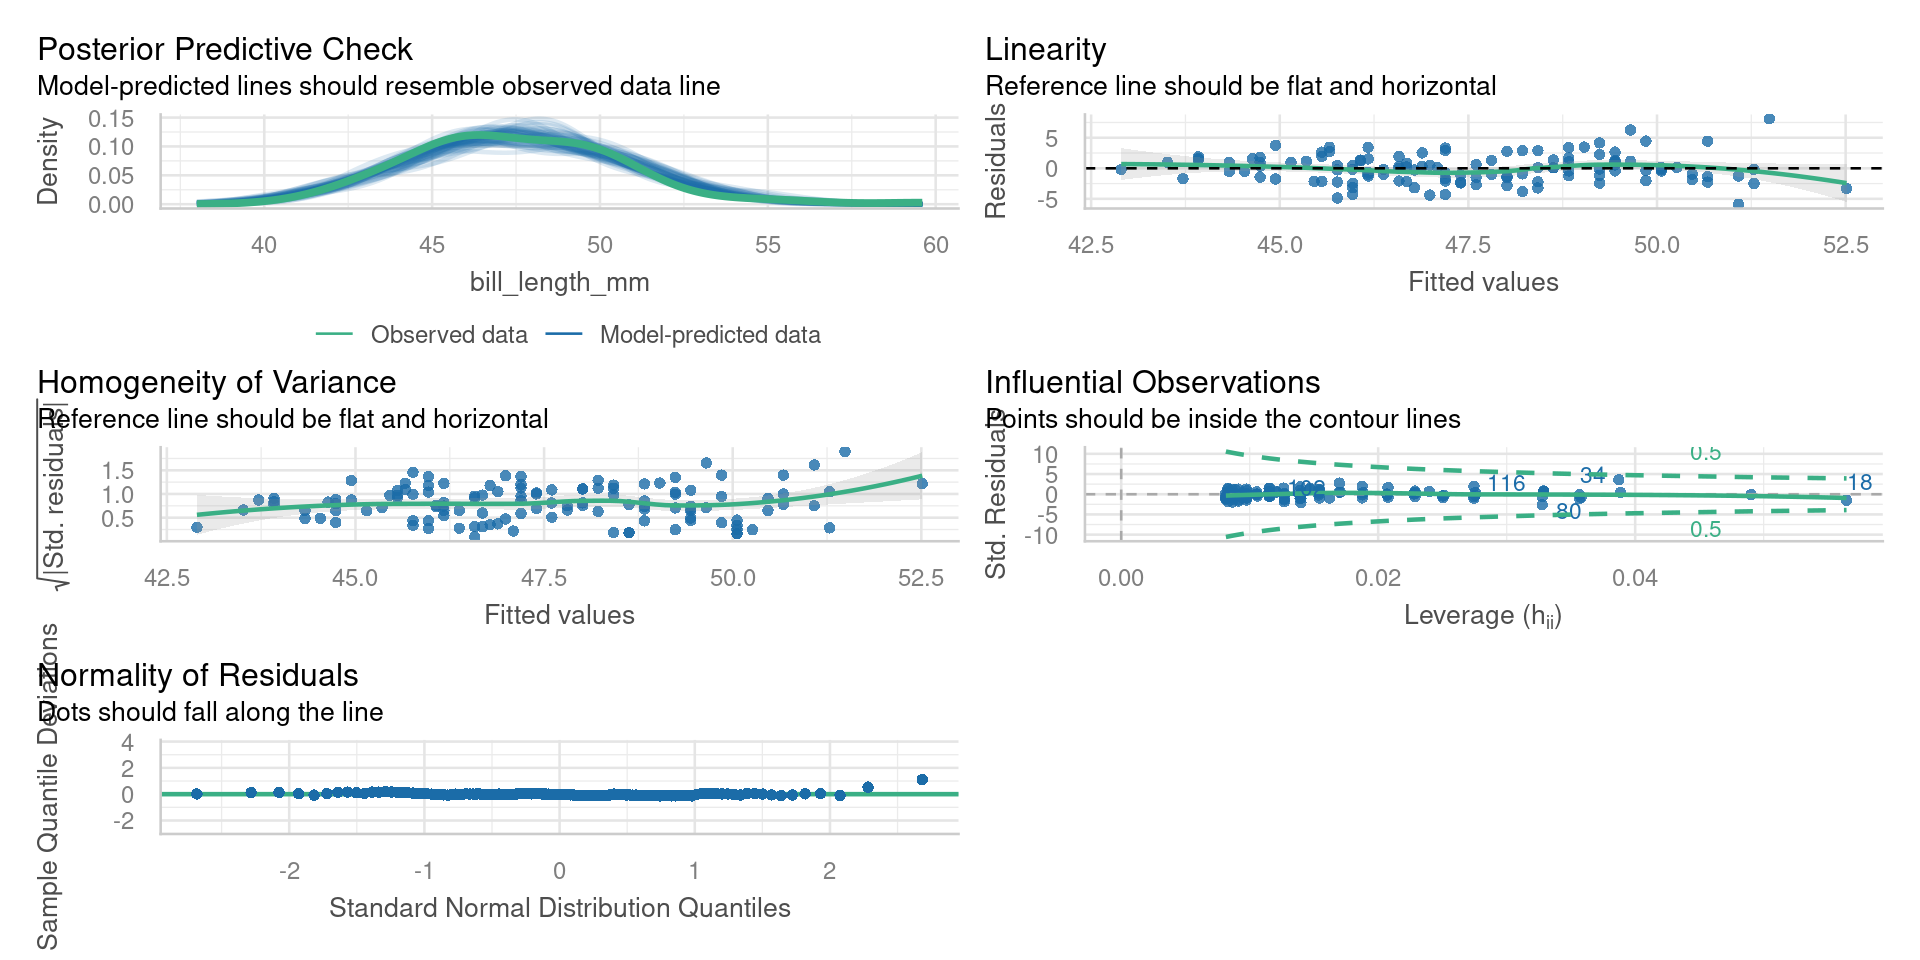 Posterior Predictive Check
Model-predicted lines should resemble observed data line
Density
0.15
0.10
0.05
0.00
40 45 50 55 60
bill_length_mm
Observed data Model-predicted data
Linearity
Reference line should be flat and horizontal
Residuals
5
0
-5
42.5 45.0 47.5 50.0 52.5
Fitted values
Homogeneity of Variance
Reference line should be flat and horizontal
√|Std. residuals|
1.5
1.0
0.5
42.5 45.0 47.5 50.0 52.5
Fitted values
Influential Observations
Points should be inside the contour lines
Std. Residuals
10
5
0
-5
-10
0.5
116
34
18
80
0.5
0.00 0.02 0.04
Leverage (hii)
Normality of Residuals
Dots should fall along the line
Sample Quantile Deviations
4
2
0
-2
-2 -1 0 1 2
Standard Normal Distribution Quantiles